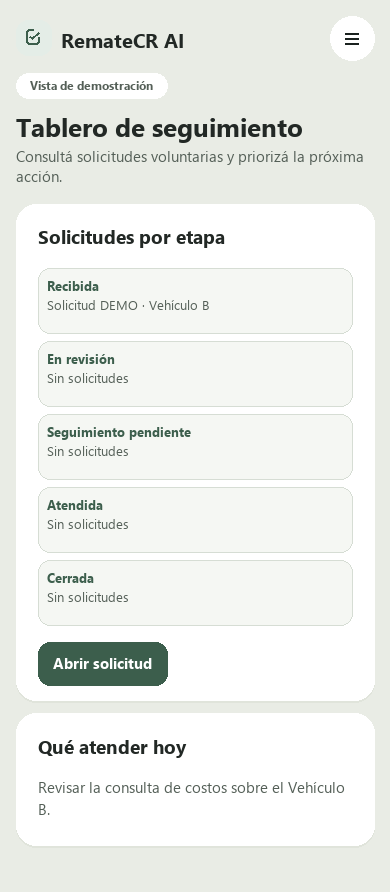 RemateCR AI
Vista de demostración
Tablero de seguimiento
Consultá solicitudes voluntarias y priorizá la próxima
acción.
Solicitudes por etapa
Recibida
Solicitud DEMO · Vehículo B
En revisión
Sin solicitudes
Seguimiento pendiente
Sin solicitudes
Atendida
Sin solicitudes
Cerrada
Sin solicitudes
Abrir solicitud
Qué atender hoy
Revisar la consulta de costos sobre el Vehículo
B.